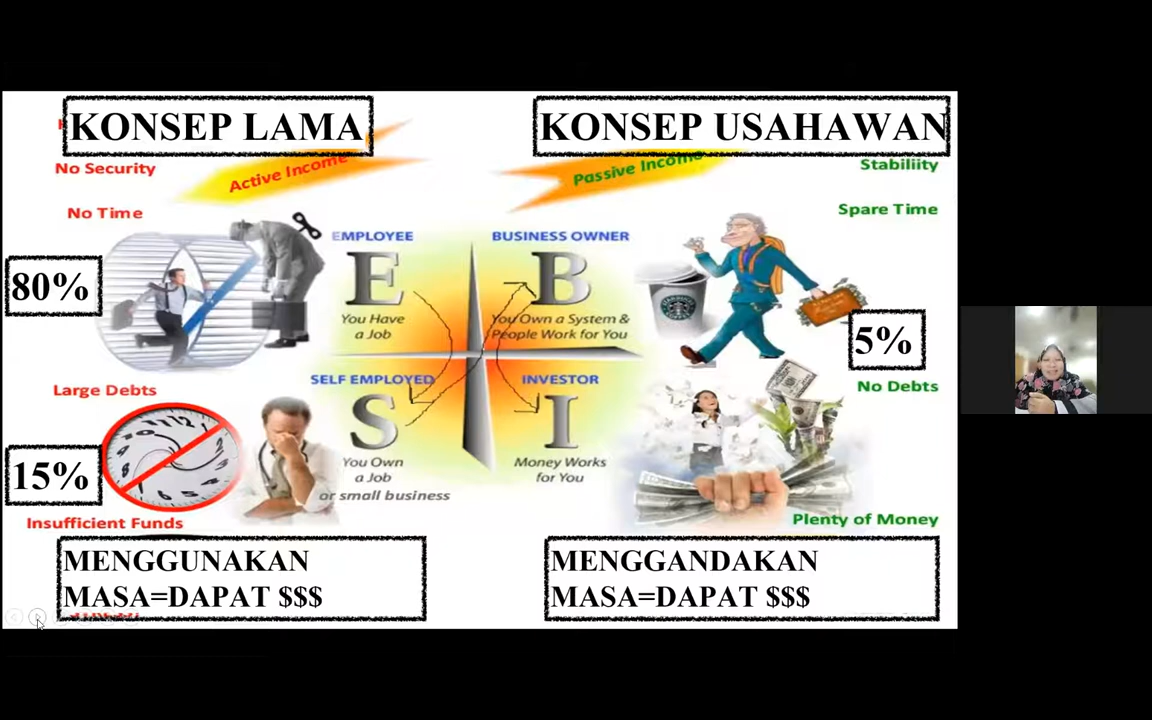 KONSEP LAMA
KONSEP USAHAWAN
No Security
Active Income
Passive Income
Stability
No Time
Spare Time
EMPLOYEE
BUSINESS OWNER
80%
E
B
You Have
a Job
You Own a System &
People Work for You
5%
Large Debts
SELF EMPLOYED
INVESTOR
No Debts
S
I
15%
You Own
a Job
or small business
Money Works
for You
Insufficient Funds
Plenty of Money
MENGGUNAKAN
MASA=DAPAT $$$
MENGGANDAKAN
MASA=DAPAT $$$